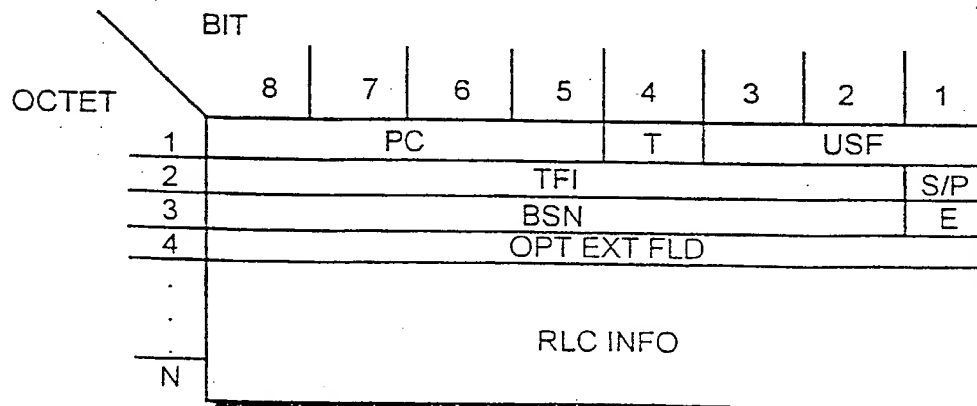 BIT
OCTET
8 7 6 5 4 3 2 1
1 PC T USF
2 TFI S/P
3 BSN E
4 OPT EXT FLD
.
.
. RLC INFO
N